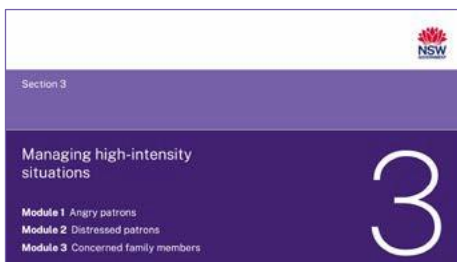 NSW
GOVERNMENT
Section 3
Managing high-intensity
situations
3
Module 1 Angry patrons
Module 2 Distressed patrons
Module 3 Concerned family members